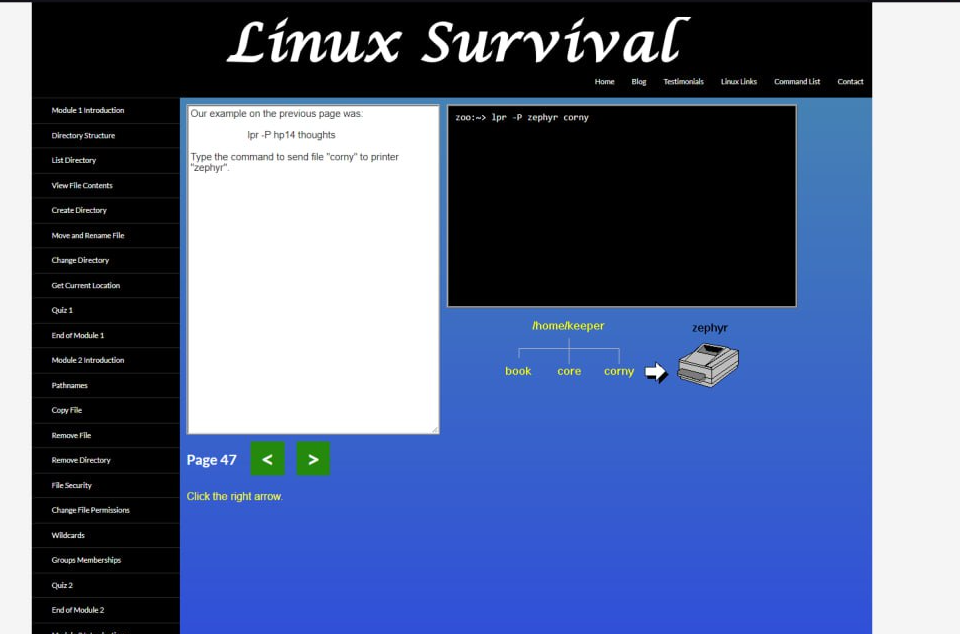 Linux Survival
Home Blog Testimonials Linux Links Command List Contact
Module 1 Introduction
Directory Structure
List Directory
View File Contents
Create Directory
Move and Rename File
Change Directory
Get Current Location
Quiz 1
End of Module 1
Module 2 Introduction
Pathnames
Copy File
Remove File
Remove Directory
File Security
Change File Permissions
Wildcards
Groups Memberships
Quiz 2
End of Module 2
Our example on the previous page was:
lpr -P hp14 thoughts
Type the command to send file "corny" to printer
"zephyr".
Page 47 < >
Click the right arrow.
zoo:~> lpr -P zephyr corny
/home/keeper
book core corny
zephyr